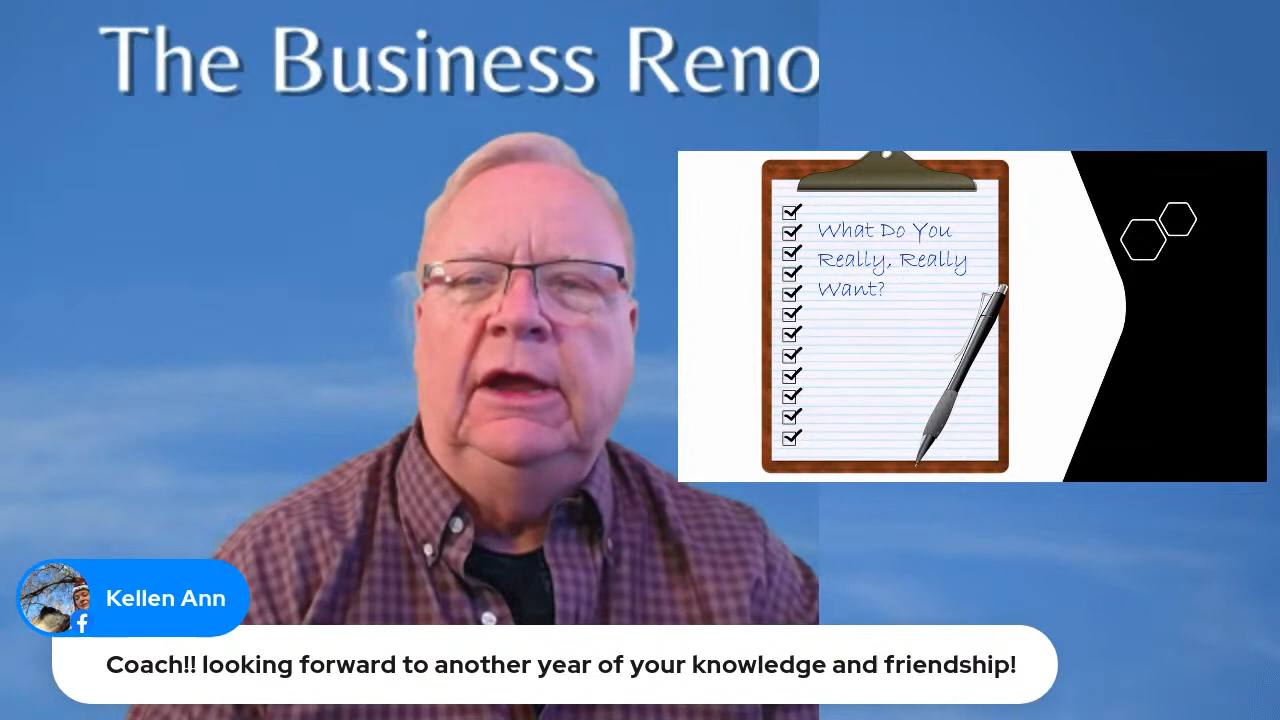 The Business Reno
What Do You
Really, Really
Want?
Kellen Ann
Coach!! looking forward to another year of your knowledge and friendship!